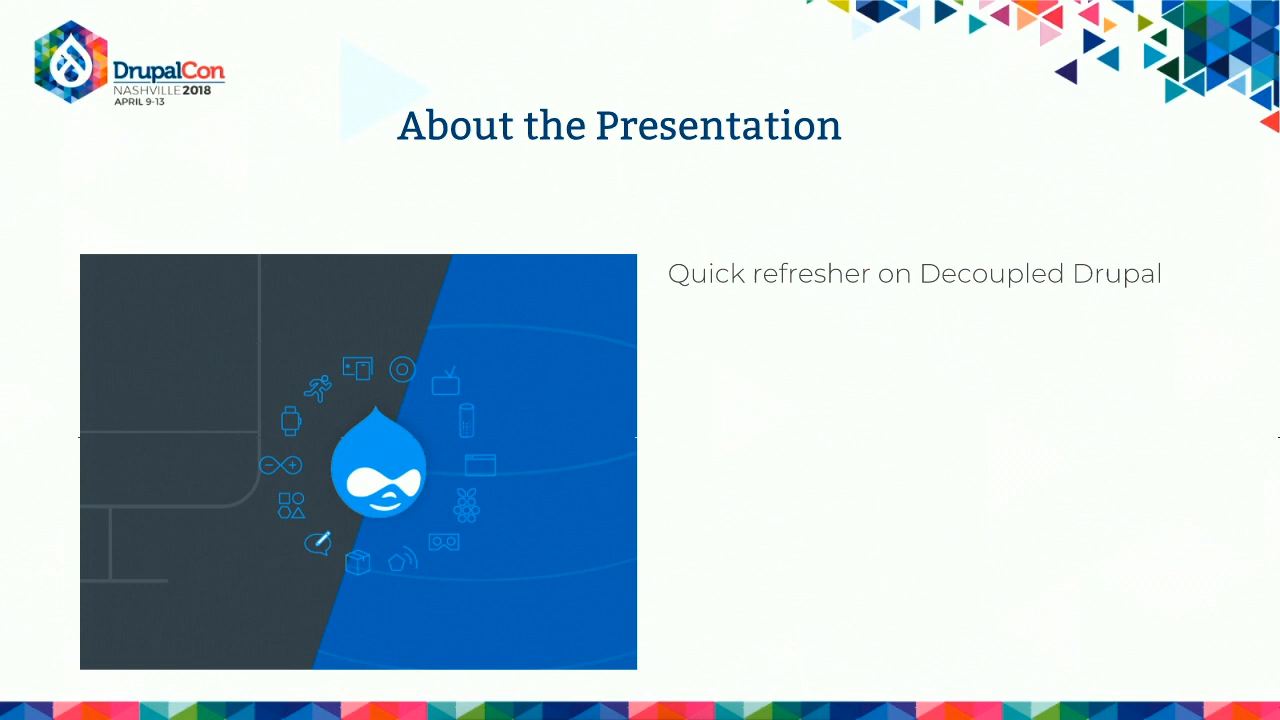 DrupalCon
NASHVILLE 2018
APRIL 9-13
About the Presentation
Quick refresher on Decoupled Drupal